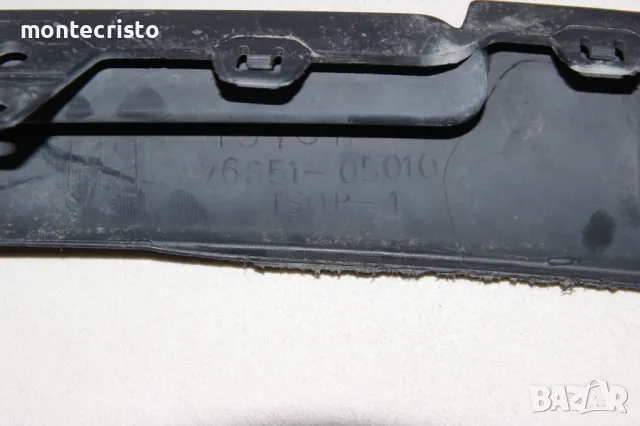 montecristo
76851-05010
TSOP-1
BAZAR